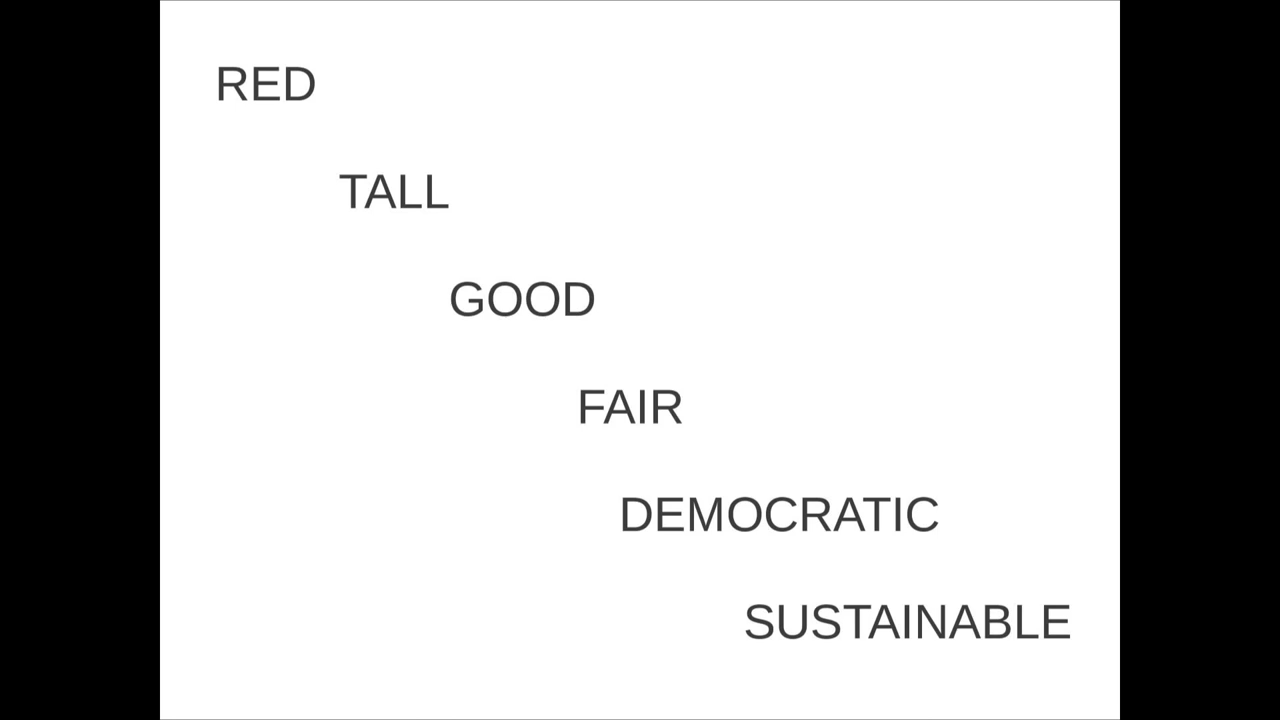 RED
TALL
GOOD
FAIR
DEMOCRATIC
SUSTAINABLE